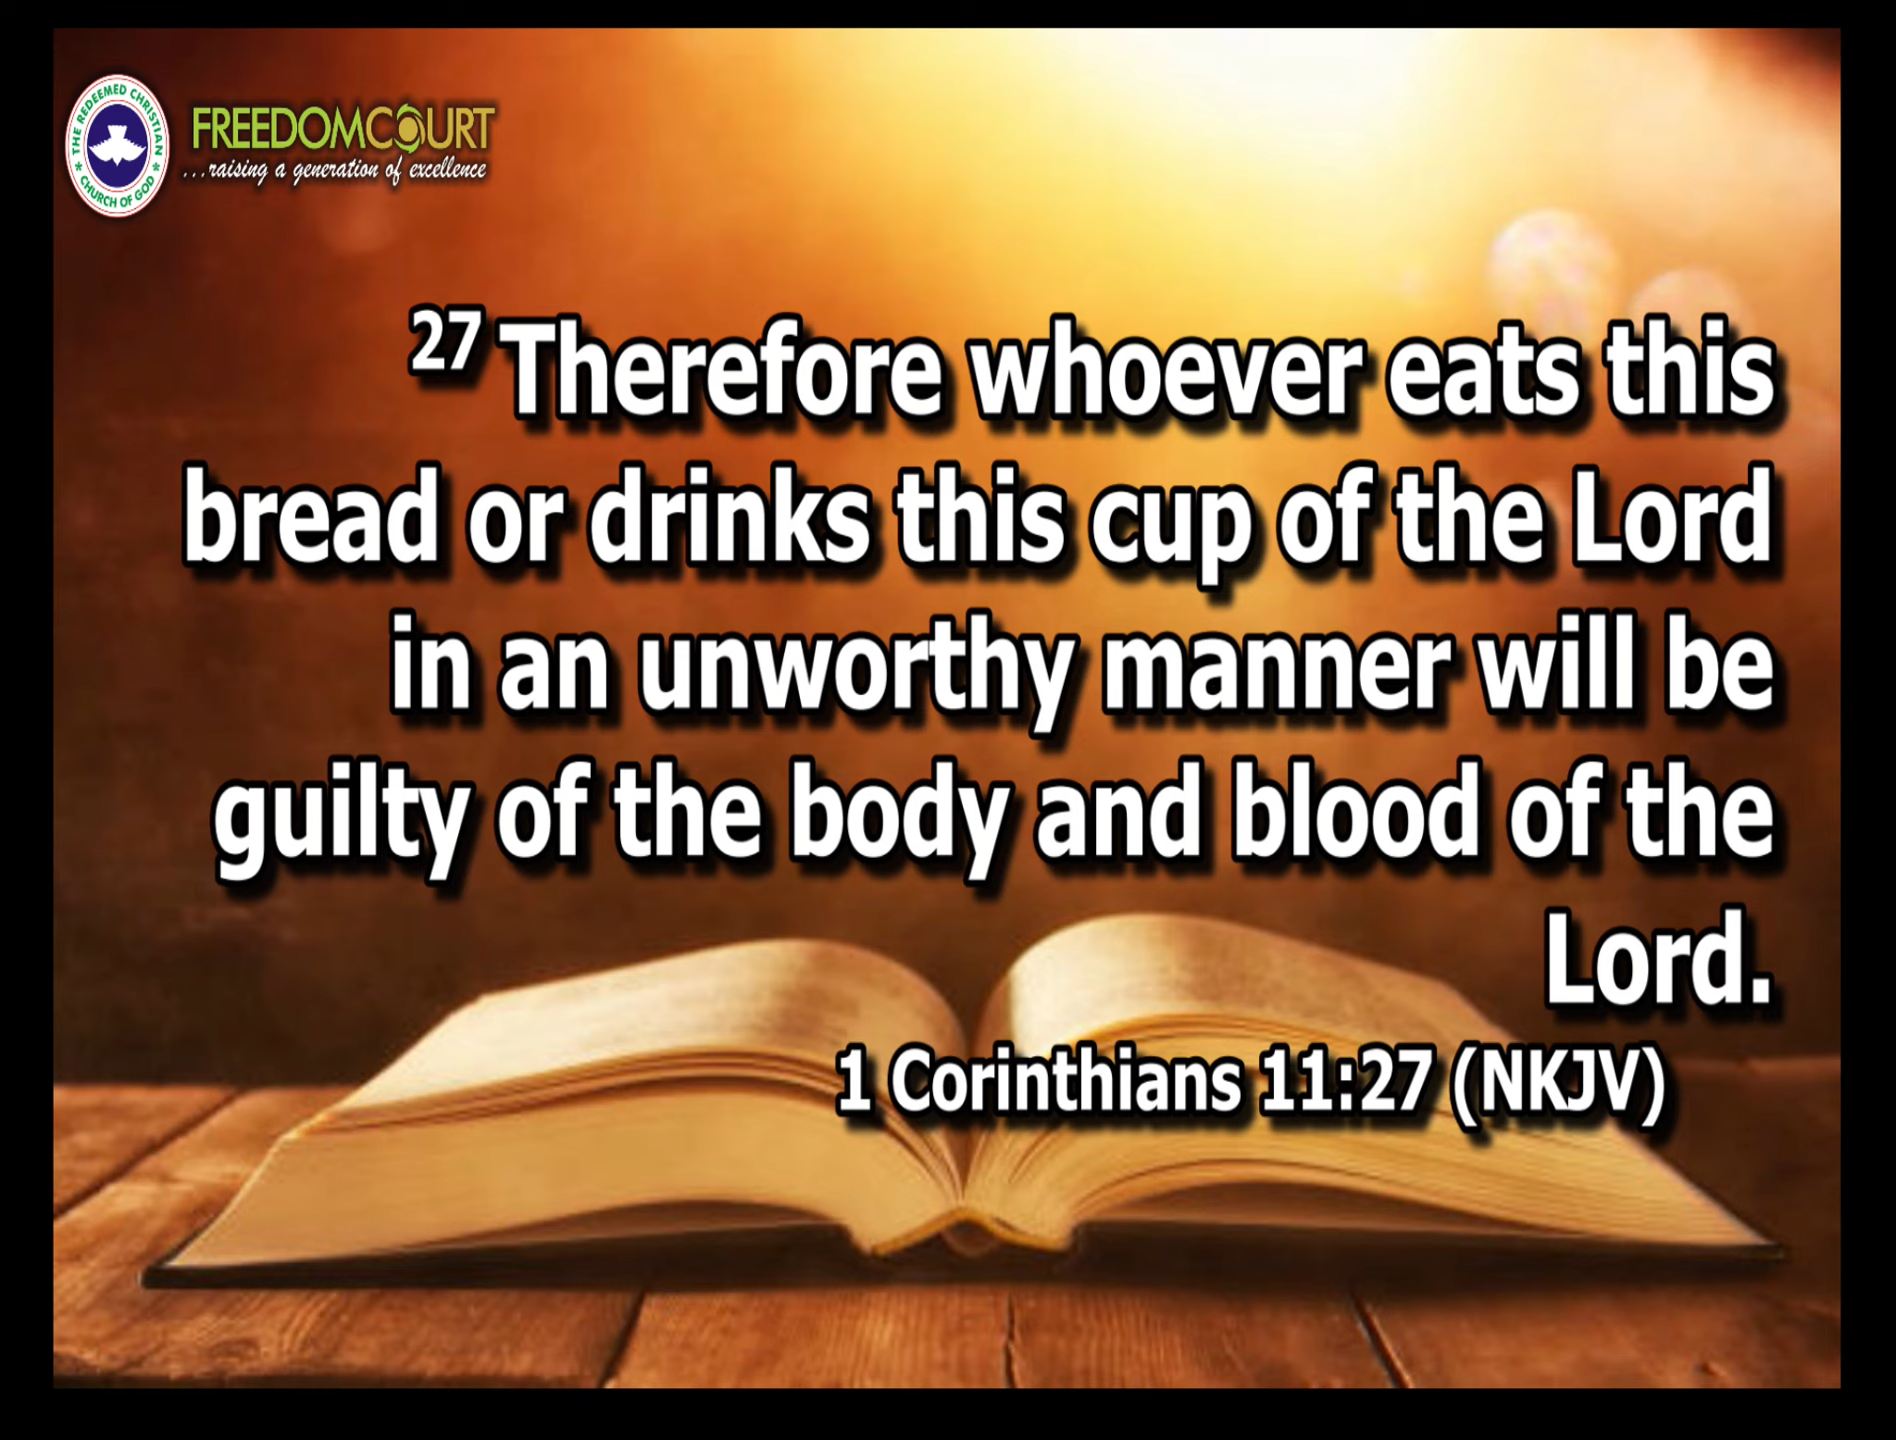 THE REDEEMED CHRISTIAN
CHURCH OF GOD
FREEDOMCOURT
...raising a generation of excellence
27 Therefore whoever eats this
bread or drinks this cup of the Lord
in an unworthy manner will be
guilty of the body and blood of the
Lord.
1 Corinthians 11:27 (NKJV)